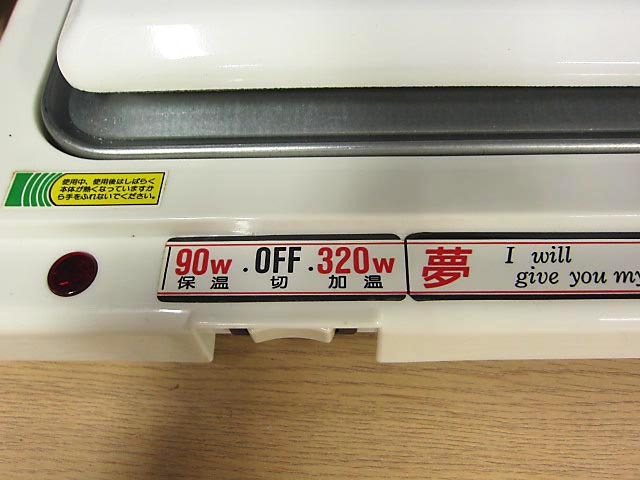 使用中、使用後はしばらく
本体が熱くなっていますか
ら手をふれないでください。
90W .OFF .320W
保温 切 加温
夢
I will
give you my